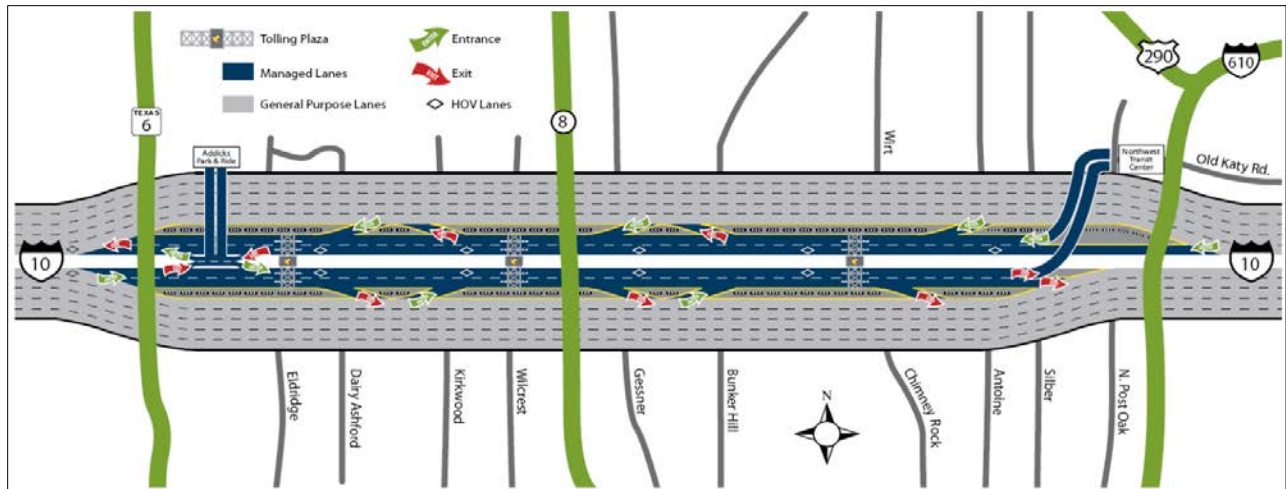 ENTER
Tolling Plaza
Entrance
EXIT
Managed Lanes
Exit
General Purpose Lanes
HOV Lanes
TEXAS
6
8
290
610
Wirt
Addicks
Park & Ride
Northwest
Transit
Center
Old Katy Rd.
10
10
Eldridge
Dairy Ashford
Kirkwood
Wilcrest
Gessner
Bunker Hill
Chimney Rock
Antoine
Silber
N. Post Oak
N